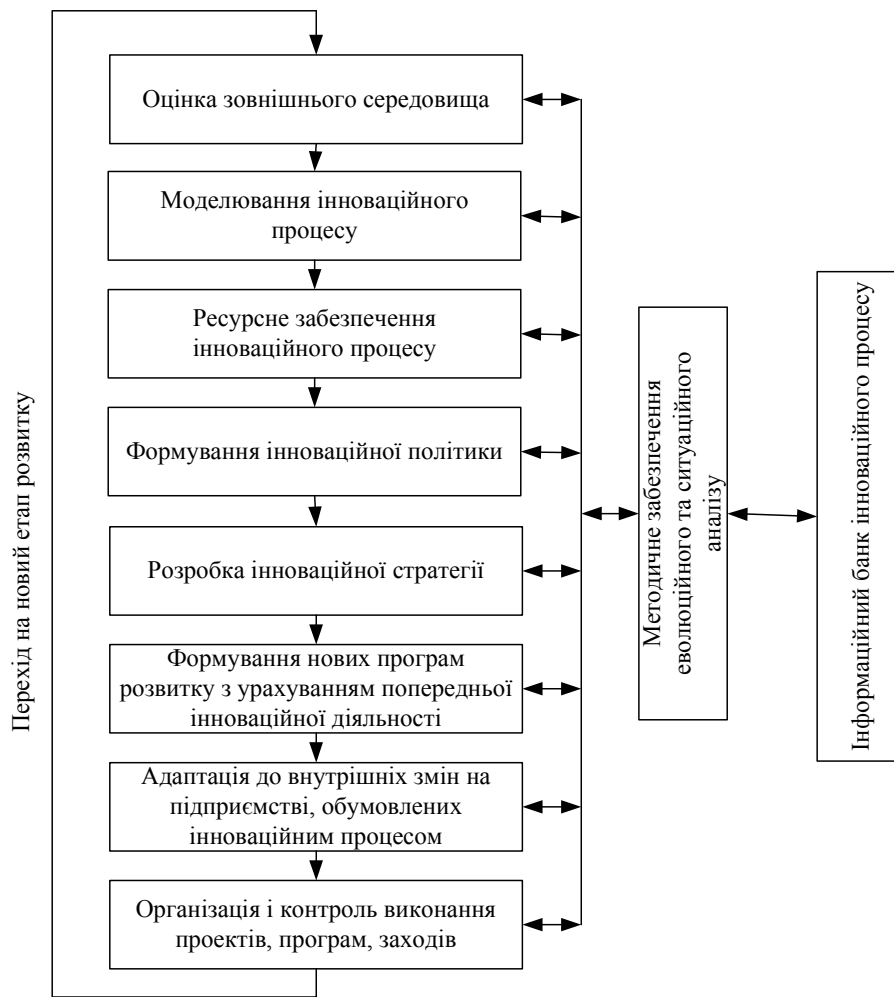 Оцінка зовнішнього середовища
Моделювання інноваційного
процесу
Ресурсне забезпечення
інноваційного процесу
Формування інноваційної політики
Розробка інноваційної стратегії
Формування нових програм
розвитку з урахуванням попередньої
інноваційної діяльності
Адаптація до внутрішніх змін на
підприємстві, обумовлених
інноваційним процесом
Організація і контроль виконання
проектів, програм, заходів
Перехід на новий етап розвитку
Методичне забезпечення
еволюційного та ситуаційного
аналізу
Інформаційний банк інноваційного процесу